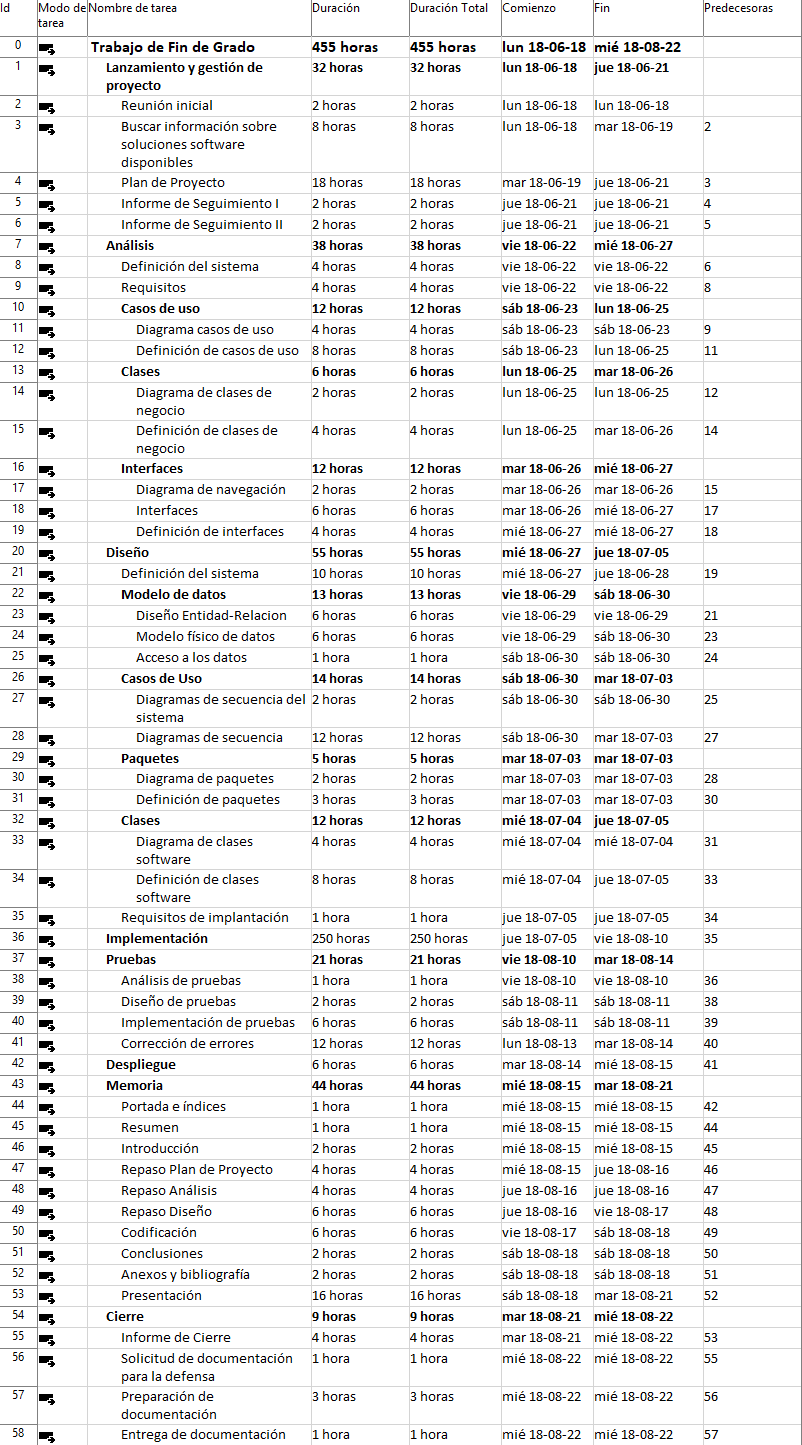 Id Modo de tarea Nombre de tarea Duración Duración Total Comienzo Fin Predecesoras
0 Trabajo de Fin de Grado 455 horas 455 horas lun 18-06-18 mié 18-08-22
1 Lanzamiento y gestión de proyecto 32 horas 32 horas lun 18-06-18 jue 18-06-21
2 Reunión inicial 2 horas 2 horas lun 18-06-18 lun 18-06-18
3 Buscar información sobre soluciones software disponibles 8 horas 8 horas lun 18-06-18 mar 18-06-19 2
4 Plan de Proyecto 18 horas 18 horas mar 18-06-19 jue 18-06-21 3
5 Informe de Seguimiento I 2 horas 2 horas jue 18-06-21 jue 18-06-21 4
6 Informe de Seguimiento II 2 horas 2 horas jue 18-06-21 jue 18-06-21 5
7 Análisis 38 horas 38 horas vie 18-06-22 mié 18-06-27
8 Definición del sistema 4 horas 4 horas vie 18-06-22 vie 18-06-22 6
9 Requisitos 4 horas 4 horas vie 18-06-22 vie 18-06-22 8
10 Casos de uso 12 horas 12 horas sáb 18-06-23 lun 18-06-25
11 Diagrama casos de uso 4 horas 4 horas sáb 18-06-23 sáb 18-06-23 9
12 Definición de casos de uso 8 horas 8 horas sáb 18-06-23 lun 18-06-25 11
13 Clases 6 horas 6 horas lun 18-06-25 mar 18-06-26
14 Diagrama de clases de negocio 2 horas 2 horas lun 18-06-25 lun 18-06-25 12
15 Definición de clases de negocio 4 horas 4 horas lun 18-06-25 mar 18-06-26 14
16 Interfaces 12 horas 12 horas mar 18-06-26 mié 18-06-27
17 Diagrama de navegación 2 horas 2 horas mar 18-06-26 mar 18-06-26 15
18 Interfaces 6 horas 6 horas mar 18-06-26 mié 18-06-27 17
19 Definición de interfaces 4 horas 4 horas mié 18-06-27 mié 18-06-27 18
20 Diseño 55 horas 55 horas mié 18-06-27 jue 18-07-05
21 Definición del sistema 10 horas 10 horas mié 18-06-27 jue 18-06-28 19
22 Modelo de datos 13 horas 13 horas vie 18-06-29 sáb 18-06-30
23 Diseño Entidad-Relacion 6 horas 6 horas vie 18-06-29 vie 18-06-29 21
24 Modelo físico de datos 6 horas 6 horas vie 18-06-29 sáb 18-06-30 23
25 Acceso a los datos 1 hora 1 hora sáb 18-06-30 sáb 18-06-30 24
26 Casos de Uso 14 horas 14 horas sáb 18-06-30 mar 18-07-03
27 Diagramas de secuencia del sistema 2 horas 2 horas sáb 18-06-30 sáb 18-06-30 25
28 Diagramas de secuencia 12 horas 12 horas sáb 18-06-30 mar 18-07-03 27
29 Paquetes 5 horas 5 horas mar 18-07-03 mar 18-07-03
30 Diagrama de paquetes 2 horas 2 horas mar 18-07-03 mar 18-07-03 28
31 Definición de paquetes 3 horas 3 horas mar 18-07-03 mar 18-07-03 30
32 Clases 12 horas 12 horas mié 18-07-04 jue 18-07-05
33 Diagrama de clases software 4 horas 4 horas mié 18-07-04 mié 18-07-04 31
34 Definición de clases software 8 horas 8 horas mié 18-07-04 jue 18-07-05 33
35 Requisitos de implantación 1 hora 1 hora jue 18-07-05 jue 18-07-05 34
36 Implementación 250 horas 250 horas jue 18-07-05 vie 18-08-10 35
37 Pruebas 21 horas 21 horas vie 18-08-10 mar 18-08-14
38 Análisis de pruebas 1 hora 1 hora vie 18-08-10 vie 18-08-10 36
39 Diseño de pruebas 2 horas 2 horas sáb 18-08-11 sáb 18-08-11 38
40 Implementación de pruebas 6 horas 6 horas sáb 18-08-11 sáb 18-08-11 39
41 Corrección de errores 12 horas 12 horas lun 18-08-13 mar 18-08-14 40
42 Despliegue 6 horas 6 horas mar 18-08-14 mié 18-08-15 41
43 Memoria 44 horas 44 horas mié 18-08-15 mar 18-08-21
44 Portada e índices 1 hora 1 hora mié 18-08-15 mié 18-08-15 42
45 Resumen 1 hora 1 hora mié 18-08-15 mié 18-08-15 44
46 Introducción 2 horas 2 horas mié 18-08-15 mié 18-08-15 45
47 Repaso Plan de Proyecto 4 horas 4 horas mié 18-08-15 jue 18-08-16 46
48 Repaso Análisis 4 horas 4 horas jue 18-08-16 jue 18-08-16 47
49 Repaso Diseño 6 horas 6 horas jue 18-08-16 vie 18-08-17 48
50 Codificación 6 horas 6 horas vie 18-08-17 sáb 18-08-18 49
51 Conclusiones 2 horas 2 horas sáb 18-08-18 sáb 18-08-18 50
52 Anexos y bibliografía 2 horas 2 horas sáb 18-08-18 sáb 18-08-18 51
53 Presentación 16 horas 16 horas sáb 18-08-18 mar 18-08-21 52
54 Cierre 9 horas 9 horas mar 18-08-21 mié 18-08-22
55 Informe de Cierre 4 horas 4 horas mar 18-08-21 mié 18-08-22 53
56 Solicitud de documentación para la defensa 1 hora 1 hora mié 18-08-22 mié 18-08-22 55
57 Preparación de documentación 3 horas 3 horas mié 18-08-22 mié 18-08-22 56
58 Entrega de documentación 1 hora 1 hora mié 18-08-22 mié 18-08-22 57